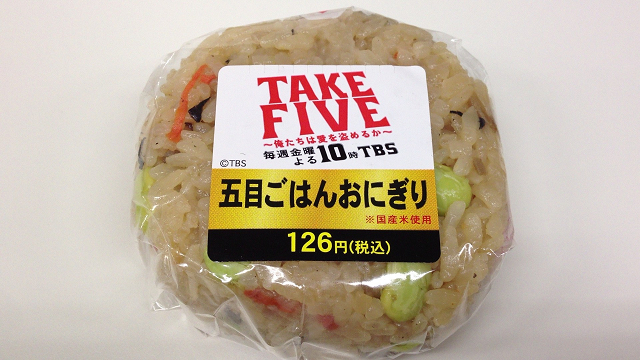 TAKE
FIVE
～俺たちは愛を盗めるか～
毎週金曜
よる10時TBS
©TBS
五目ごはんおにぎり
※国産米使用
126円(税込)